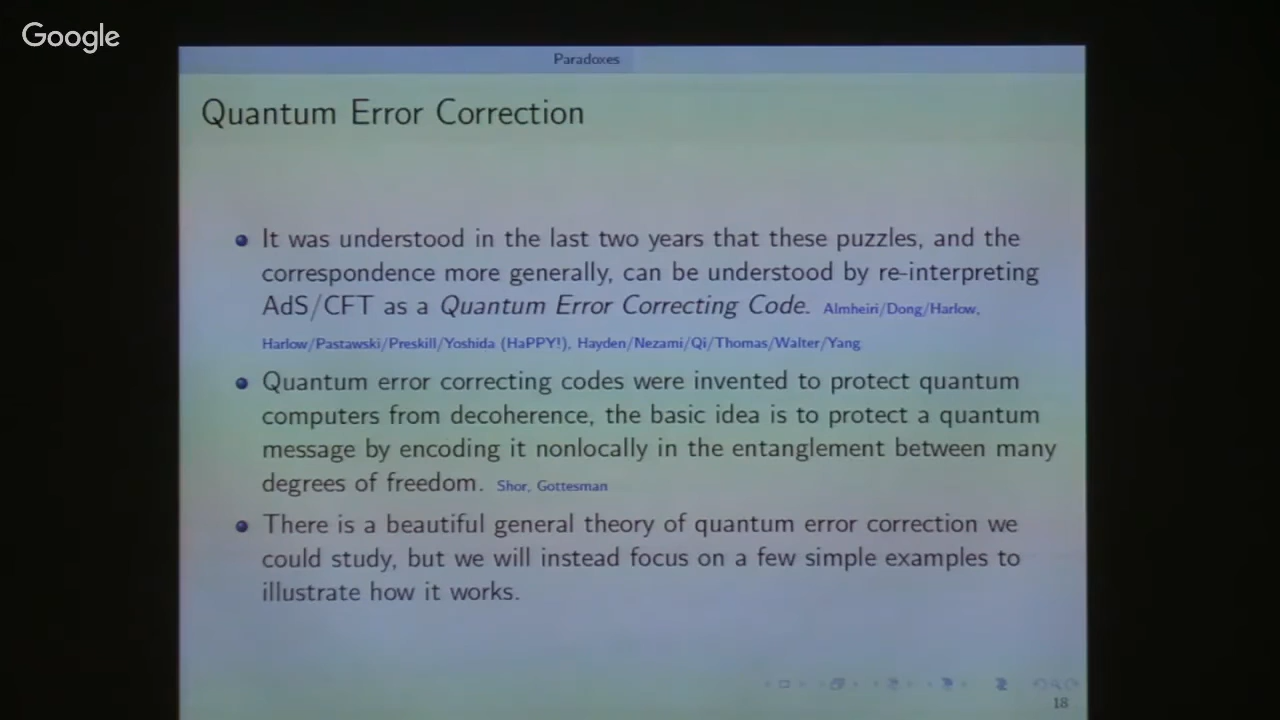 Google
Paradoxes
Quantum Error Correction
It was understood in the last two years that these puzzles, and the
correspondence more generally, can be understood by re-interpreting
AdS/CFT as a Quantum Error Correcting Code. Almheiri/Dong/Harlow,
Harlow/Pastawski/Preskill/Yoshida (HaPPY!), Hayden/Nezami/Qi/Thomas/Walter/Yang
Quantum error correcting codes were invented to protect quantum
computers from decoherence, the basic idea is to protect a quantum
message by encoding it nonlocally in the entanglement between many
degrees of freedom. Shor, Gottesman
There is a beautiful general theory of quantum error correction we
could study, but we will instead focus on a few simple examples to
illustrate how it works.
18